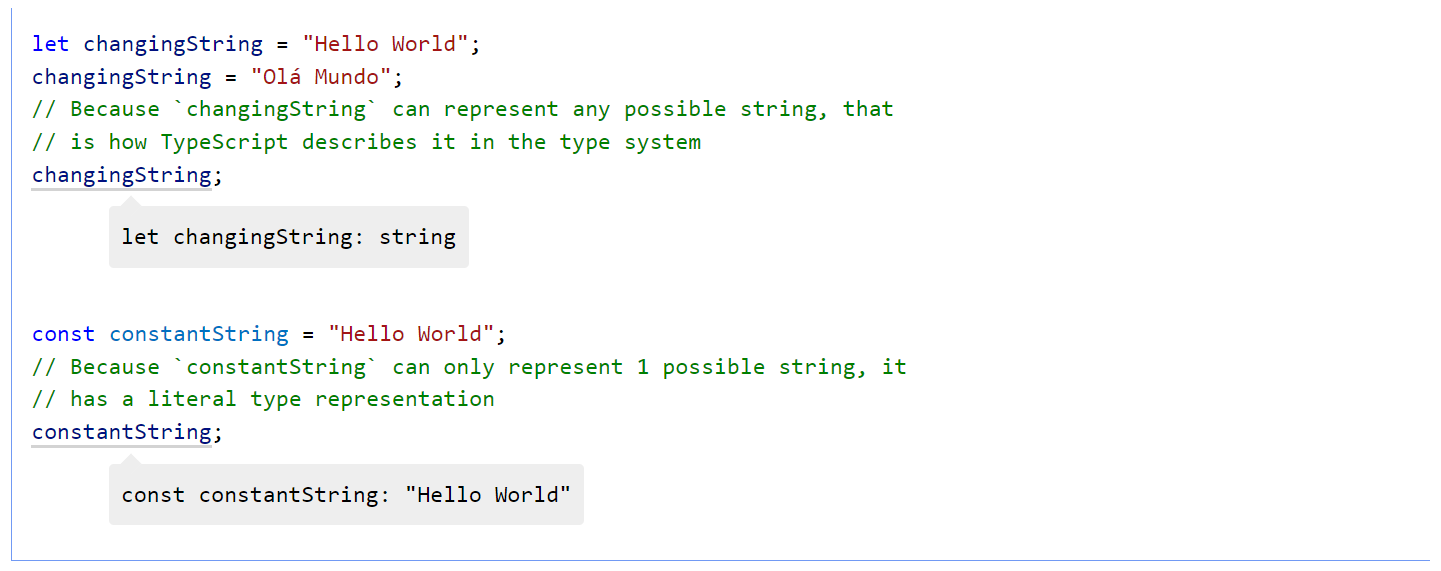 let changingString = "Hello World";
changingString = "Olá Mundo";
// Because `changingString` can represent any possible string, that
// is how TypeScript describes it in the type system
changingString;
let changingString: string
const constantString = "Hello World";
// Because `constantString` can only represent 1 possible string, it
// has a literal type representation
constantString;
const constantString: "Hello World"